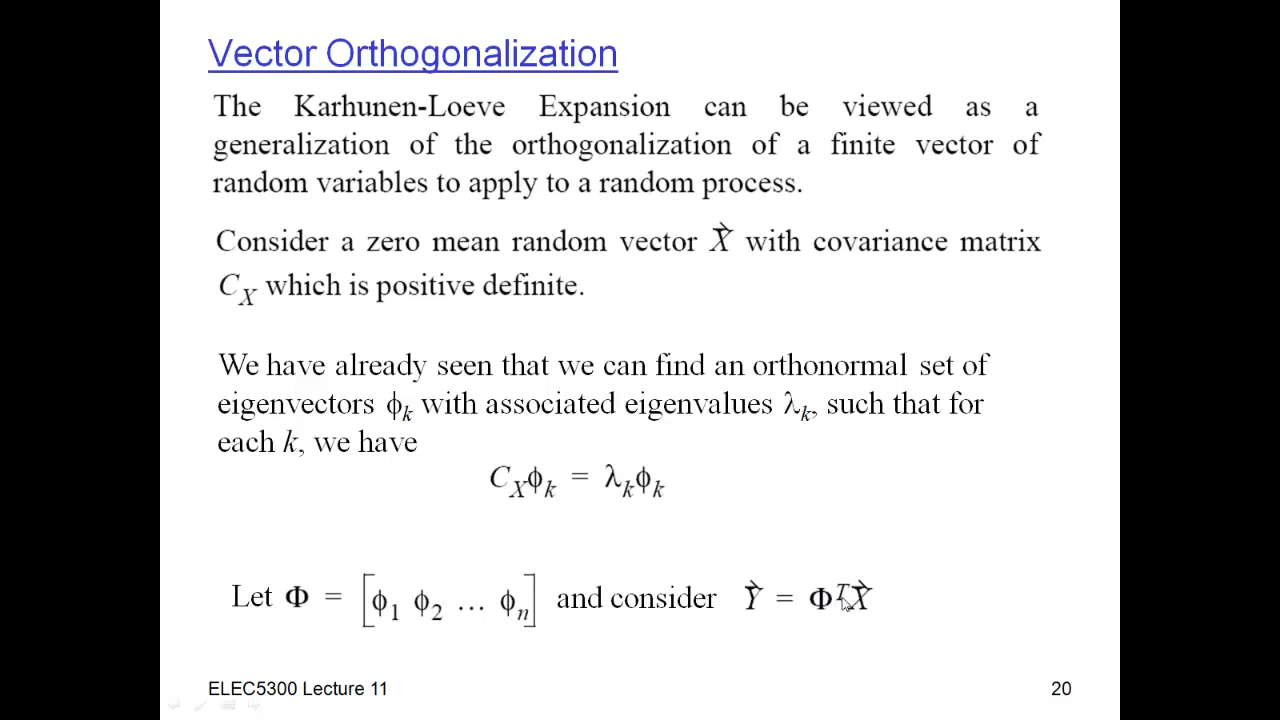 Vector Orthogonalization
The Karhunen-Loeve Expansion can be viewed as a
generalization of the orthogonalization of a finite vector of
random variables to apply to a random process.
Consider a zero mean random vector X⃗ with covariance matrix
C_X which is positive definite.
We have already seen that we can find an orthonormal set of
eigenvectors ϕ_k with associated eigenvalues λ_k, such that for
each k, we have
C_Xϕ_k = λ_kϕ_k
Let Φ = [ϕ_1 ϕ_2 … ϕ_n] and consider Y⃗ = Φ^T X⃗
ELEC5300 Lecture 11 20